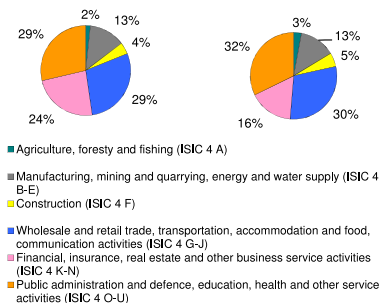 2%
13%
4%
29%
24%
29%
3%
13%
5%
30%
16%
32%
Agriculture, foresty and fishing (ISIC 4 A)
Manufacturing, mining and quarrying, energy and water supply (ISIC 4
B-E)
Construction (ISIC 4 F)
Wholesale and retail trade, transportation, accommodation and food,
communication activities (ISIC 4 G-J)
Financial, insurance, real estate and other business service activities
(ISIC 4 K-N)
Public administration and defence, education, health and other service
activities (ISIC 4 O-U)